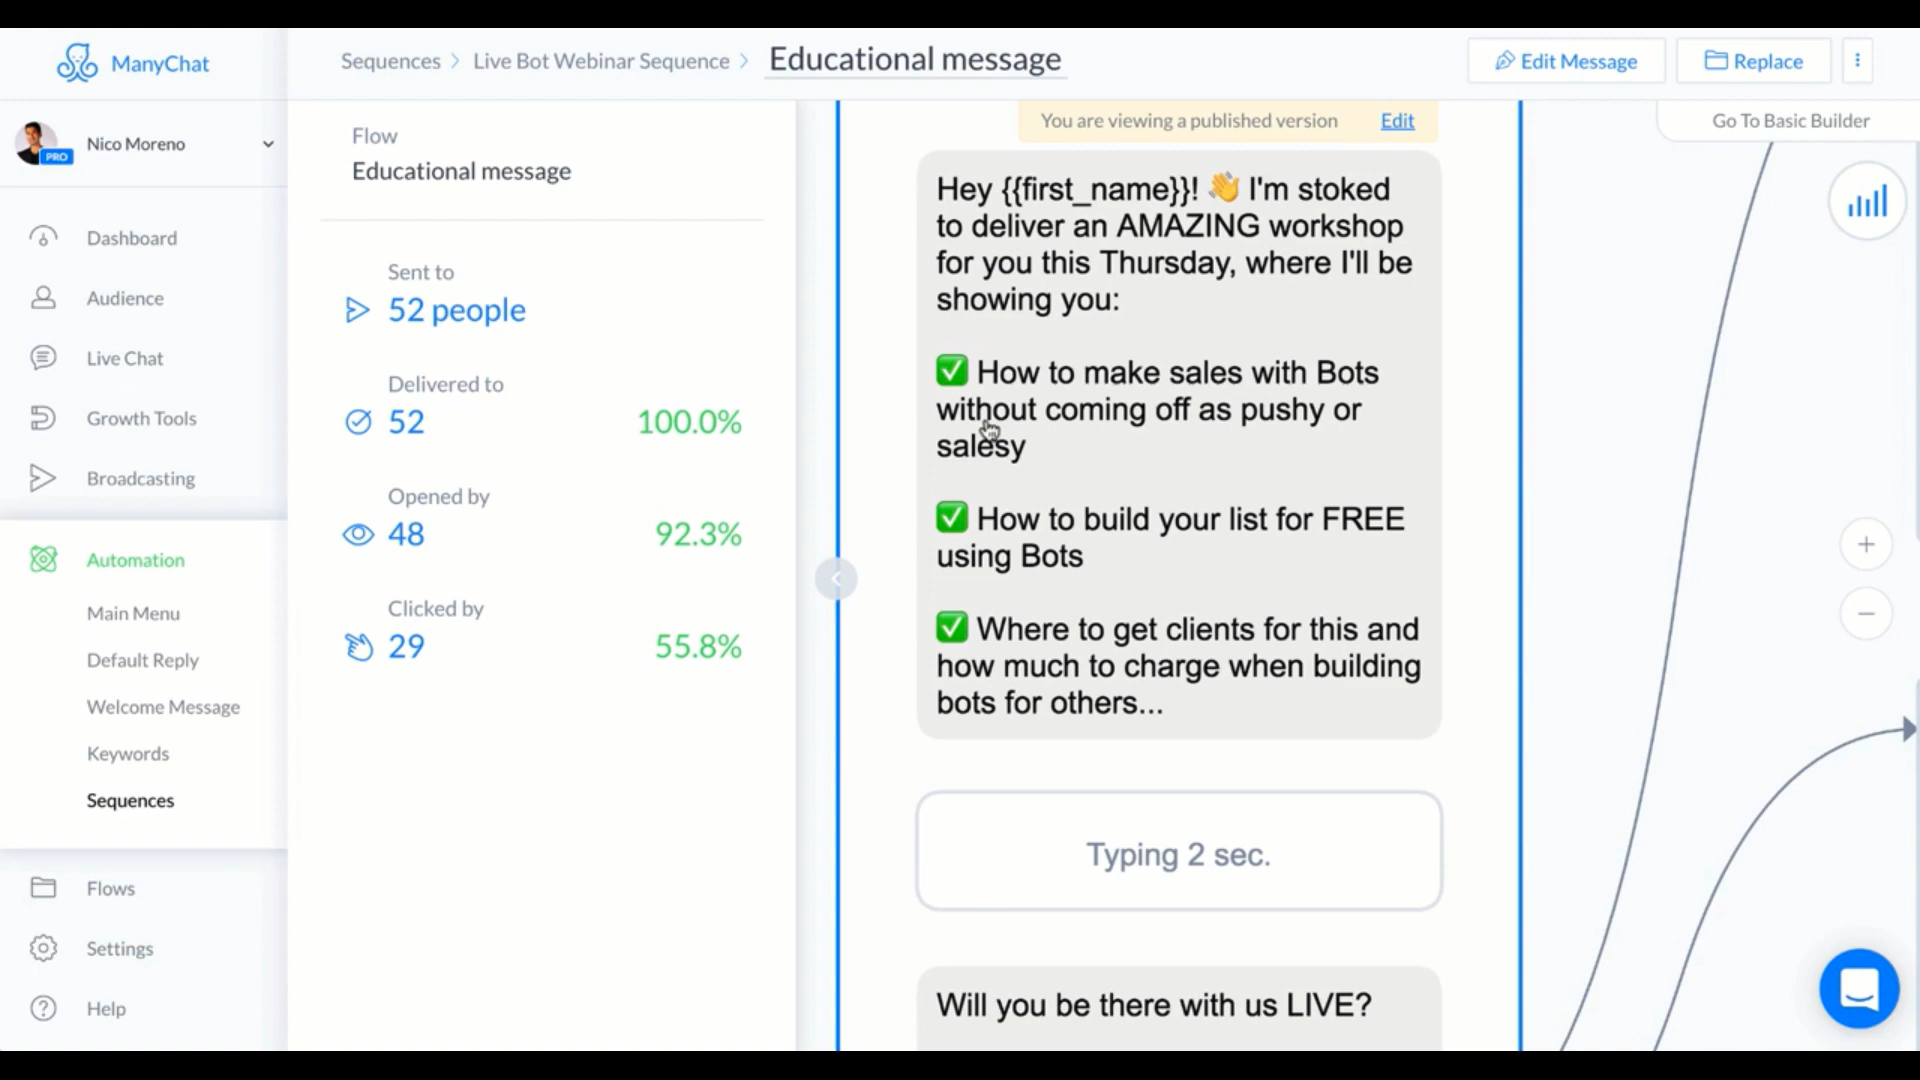 ManyChat
Sequences > Live Bot Webinar Sequence > Educational message
Edit Message
Replace
Nico Moreno
PRO
Dashboard
Audience
Live Chat
Growth Tools
Broadcasting
Automation
Main Menu
Default Reply
Welcome Message
Keywords
Sequences
Flows
Settings
Help
Flow
Educational message
Sent to
52 people
Delivered to
52 100.0%
Opened by
48 92.3%
Clicked by
29 55.8%
You are viewing a published version Edit
Go To Basic Builder
Hey {{first_name}}! 👋 I'm stoked
to deliver an AMAZING workshop
for you this Thursday, where I'll be
showing you:
✅ How to make sales with Bots
without coming off as pushy or
salesy
✅ How to build your list for FREE
using Bots
✅ Where to get clients for this and
how much to charge when building
bots for others...
Typing 2 sec.
Will you be there with us LIVE?